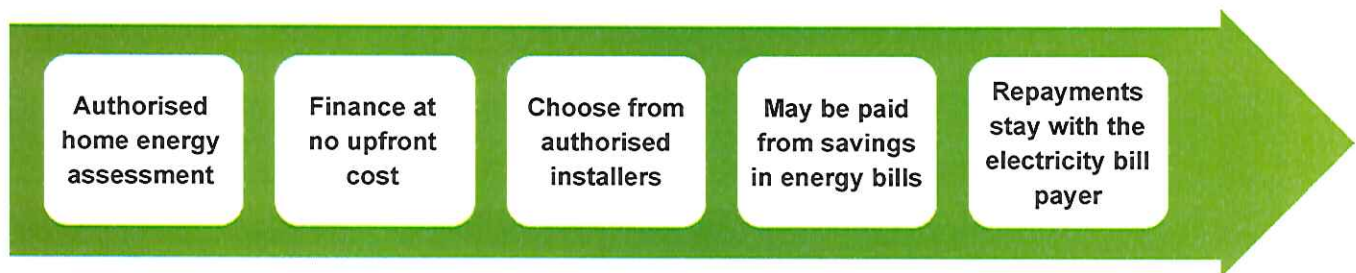 Authorised
home energy
assessment
Finance at
no upfront
cost
Choose from
authorised
installers
May be paid
from savings
in energy bills
Repayments
stay with the
electricity bill
payer